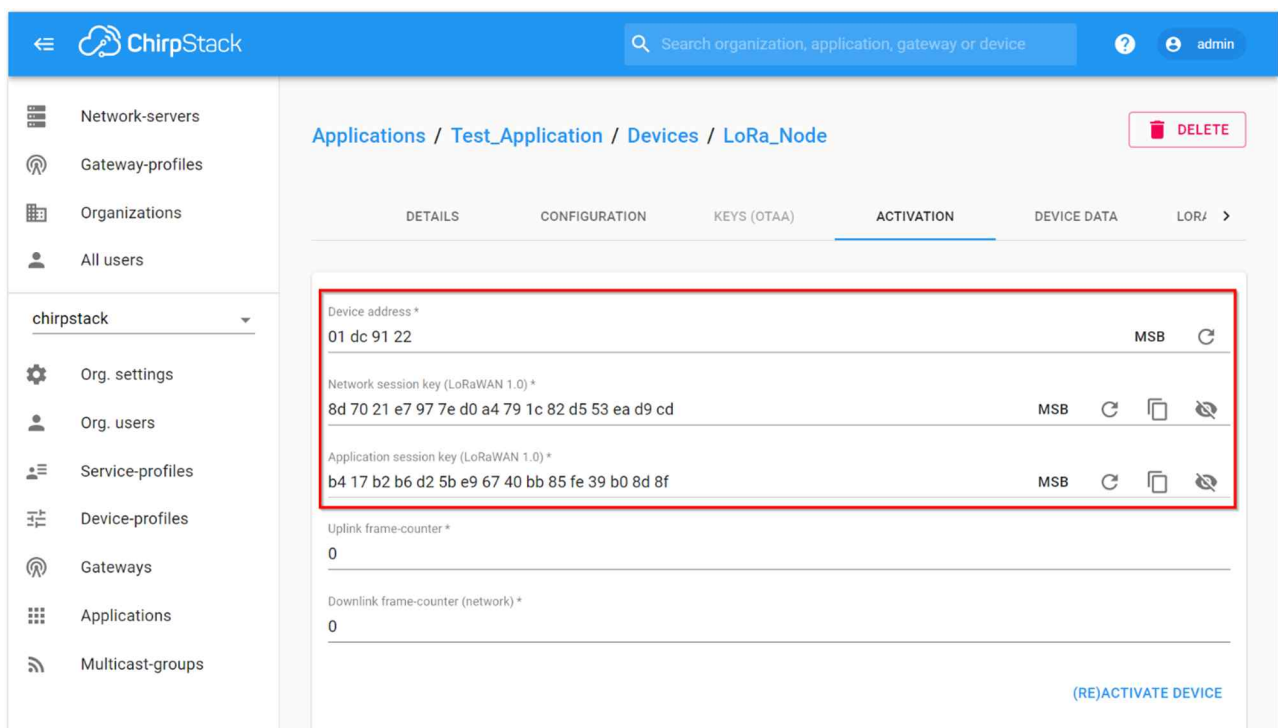 ChirpStack
Search organization, application, gateway or device
? admin
Network-servers
Gateway-profiles
Organizations
All users
chirpstack
Org. settings
Org. users
Service-profiles
Device-profiles
Gateways
Applications
Multicast-groups
Applications / Test_Application / Devices / LoRa_Node
DELETE
DETAILS CONFIGURATION KEYS (OTAA) ACTIVATION DEVICE DATA LORA
Device address *
01 dc 91 22 MSB
Network session key (LoRaWAN 1.0) *
8d 70 21 e7 97 7e d0 a4 79 1c 82 d5 53 ea d9 cd MSB
Application session key (LoRaWAN 1.0) *
b4 17 b2 b6 d2 5b e9 67 40 bb 85 fe 39 b0 8d 8f MSB
Uplink frame-counter *
0
Downlink frame-counter (network) *
0
(RE)ACTIVATE DEVICE